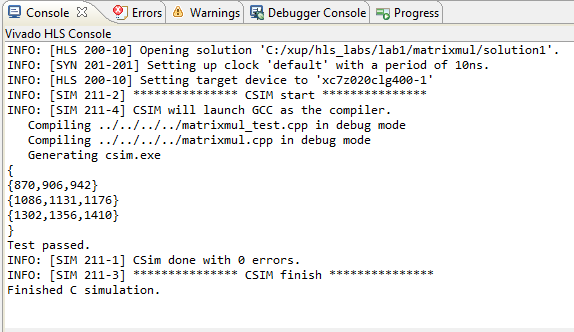 Console Errors Warnings Debugger Console Progress
Vivado HLS Console
INFO: [HLS 200-10] Opening solution 'C:/xup/hls_labs/lab1/matrixmul/solution1'.
INFO: [SYN 201-201] Setting up clock 'default' with a period of 10ns.
INFO: [HLS 200-10] Setting target device to 'xc7z020clg400-1'
INFO: [SIM 211-2] *************** CSIM start ***************
INFO: [SIM 211-4] CSIM will launch GCC as the compiler.
Compiling ../../../../matrixmul_test.cpp in debug mode
Compiling ../../../../matrixmul.cpp in debug mode
Generating csim.exe
{
{870,906,942}
{1086,1131,1176}
{1302,1356,1410}
}
Test passed.
INFO: [SIM 211-1] CSim done with 0 errors.
INFO: [SIM 211-3] *************** CSIM finish ***************
Finished C simulation.